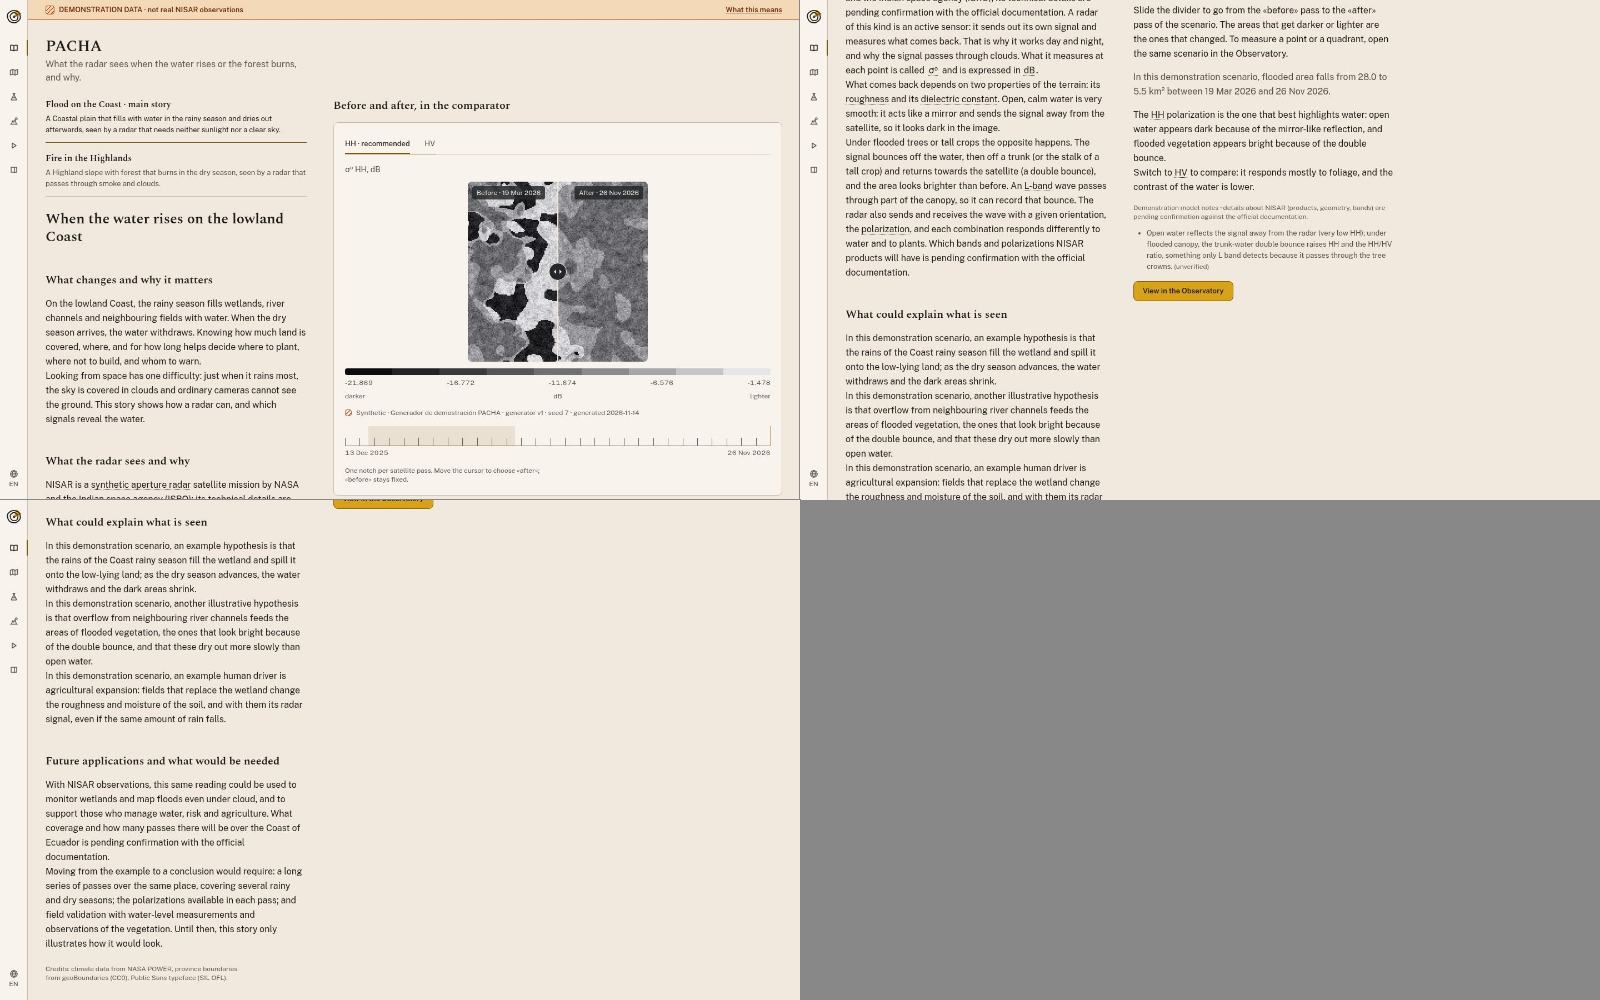 DEMONSTRATION DATA · not real NISAR observations
What this means
PACHA
What the radar sees when the water rises or the forest burns,
and why.
Flood on the Coast · main story
A Coastal plain that fills with water in the rainy season and dries out
afterwards, seen by a radar that needs neither sunlight nor a clear sky.
Fire in the Highlands
A Highland slope with forest that burns in the dry season, seen by a radar that
passes through smoke and clouds.
When the water rises on the lowland
Coast
What changes and why it matters
On the lowland Coast, the rainy season fills wetlands, river
channels and neighbouring fields with water. When the dry
season arrives, the water withdraws. Knowing how much land is
covered, where, and for how long helps decide where to plant,
where not to build, and whom to warn.
Looking from space has one difficulty: just when it rains most,
the sky is covered in clouds and ordinary cameras cannot see
the ground. This story shows how a radar can, and which
signals reveal the water.
What the radar sees and why
NISAR is a synthetic aperture radar satellite mission by NASA
and the Indian space agency (ISRO); its technical details are
EN
Before and after, in the comparator
HH · recommended
HV
σ⁰ HH, dB
Before · 19 Mar 2026
After · 26 Nov 2026
-21.869
-16.772
-11.674
-6.576
-1.478
darker
dB
lighter
Synthetic · Generador de demostración PACHA · generator v1 · seed 7 · generated 2026-11-14
13 Dec 2025
26 Nov 2026
One notch per satellite pass. Move the cursor to choose «after»;
«before» stays fixed.
and the Indian space agency (ISRO); its technical details are
pending confirmation with the official documentation. A radar
of this kind is an active sensor: it sends out its own signal and
measures what comes back. That is why it works day and night,
and why the signal passes through clouds. What it measures at
each point is called σ⁰ and is expressed in dB.
What comes back depends on two properties of the terrain: its
roughness and its dielectric constant. Open, calm water is very
smooth: it acts like a mirror and sends the signal away from the
satellite, so it looks dark in the image.
Under flooded trees or tall crops the opposite happens. The
signal bounces off the water, then off a trunk (or the stalk of a
tall crop) and returns towards the satellite (a double bounce),
and the area looks brighter than before. An L-band wave passes
through part of the canopy, so it can record that bounce. The
radar also sends and receives the wave with a given orientation,
the polarization, and each combination responds differently to
water and to plants. Which bands and polarizations NISAR
products will have is pending confirmation with the official
documentation.
What could explain what is seen
In this demonstration scenario, an example hypothesis is that
the rains of the Coast rainy season fill the wetland and spill it
onto the low-lying land; as the dry season advances, the water
withdraws and the dark areas shrink.
In this demonstration scenario, another illustrative hypothesis
is that overflow from neighbouring river channels feeds the
areas of flooded vegetation, the ones that look bright because
of the double bounce, and that these dry out more slowly than
open water.
In this demonstration scenario, an example human driver is
agricultural expansion: fields that replace the wetland change
the roughness and moisture of the soil, and with them its radar
EN
Slide the divider to go from the «before» pass to the «after»
pass of the scenario. The areas that get darker or lighter are
the ones that changed. To measure a point or a quadrant, open
the same scenario in the Observatory.
In this demonstration scenario, flooded area falls from 28.0 to
5.5 km² between 19 Mar 2026 and 26 Nov 2026.
The HH polarization is the one that best highlights water: open
water appears dark because of the mirror-like reflection, and
flooded vegetation appears bright because of the double
bounce.
Switch to HV to compare: it responds mostly to foliage, and the
contrast of the water is lower.
Demonstration model notes · details about NISAR (products, geometry, bands) are
pending confirmation against the official documentation.
• Open water reflects the signal away from the radar (very low HH); under
flooded canopy, the trunk-water double bounce raises HH and the HH/HV
ratio, something only L band detects because it passes through the tree
crowns. (unverified)
View in the Observatory
What could explain what is seen
In this demonstration scenario, an example hypothesis is that
the rains of the Coast rainy season fill the wetland and spill it
onto the low-lying land; as the dry season advances, the water
withdraws and the dark areas shrink.
In this demonstration scenario, another illustrative hypothesis
is that overflow from neighbouring river channels feeds the
areas of flooded vegetation, the ones that look bright because
of the double bounce, and that these dry out more slowly than
open water.
In this demonstration scenario, an example human driver is
agricultural expansion: fields that replace the wetland change
the roughness and moisture of the soil, and with them its radar
signal, even if the same amount of rain falls.
Future applications and what would be needed
With NISAR observations, this same reading could be used to
monitor wetlands and map floods even under cloud, and to
support those who manage water, risk and agriculture. What
coverage and how many passes there will be over the Coast of
Ecuador is pending confirmation with the official
documentation.
Moving from the example to a conclusion would require: a long
series of passes over the same place, covering several rainy
and dry seasons; the polarizations available in each pass; and
field validation with water-level measurements and
observations of the vegetation. Until then, this story only
illustrates how it would look.
Credits: climate data from NASA POWER, province boundaries
from geoBoundaries (CC0), Public Sans typeface (SIL OFL).
EN